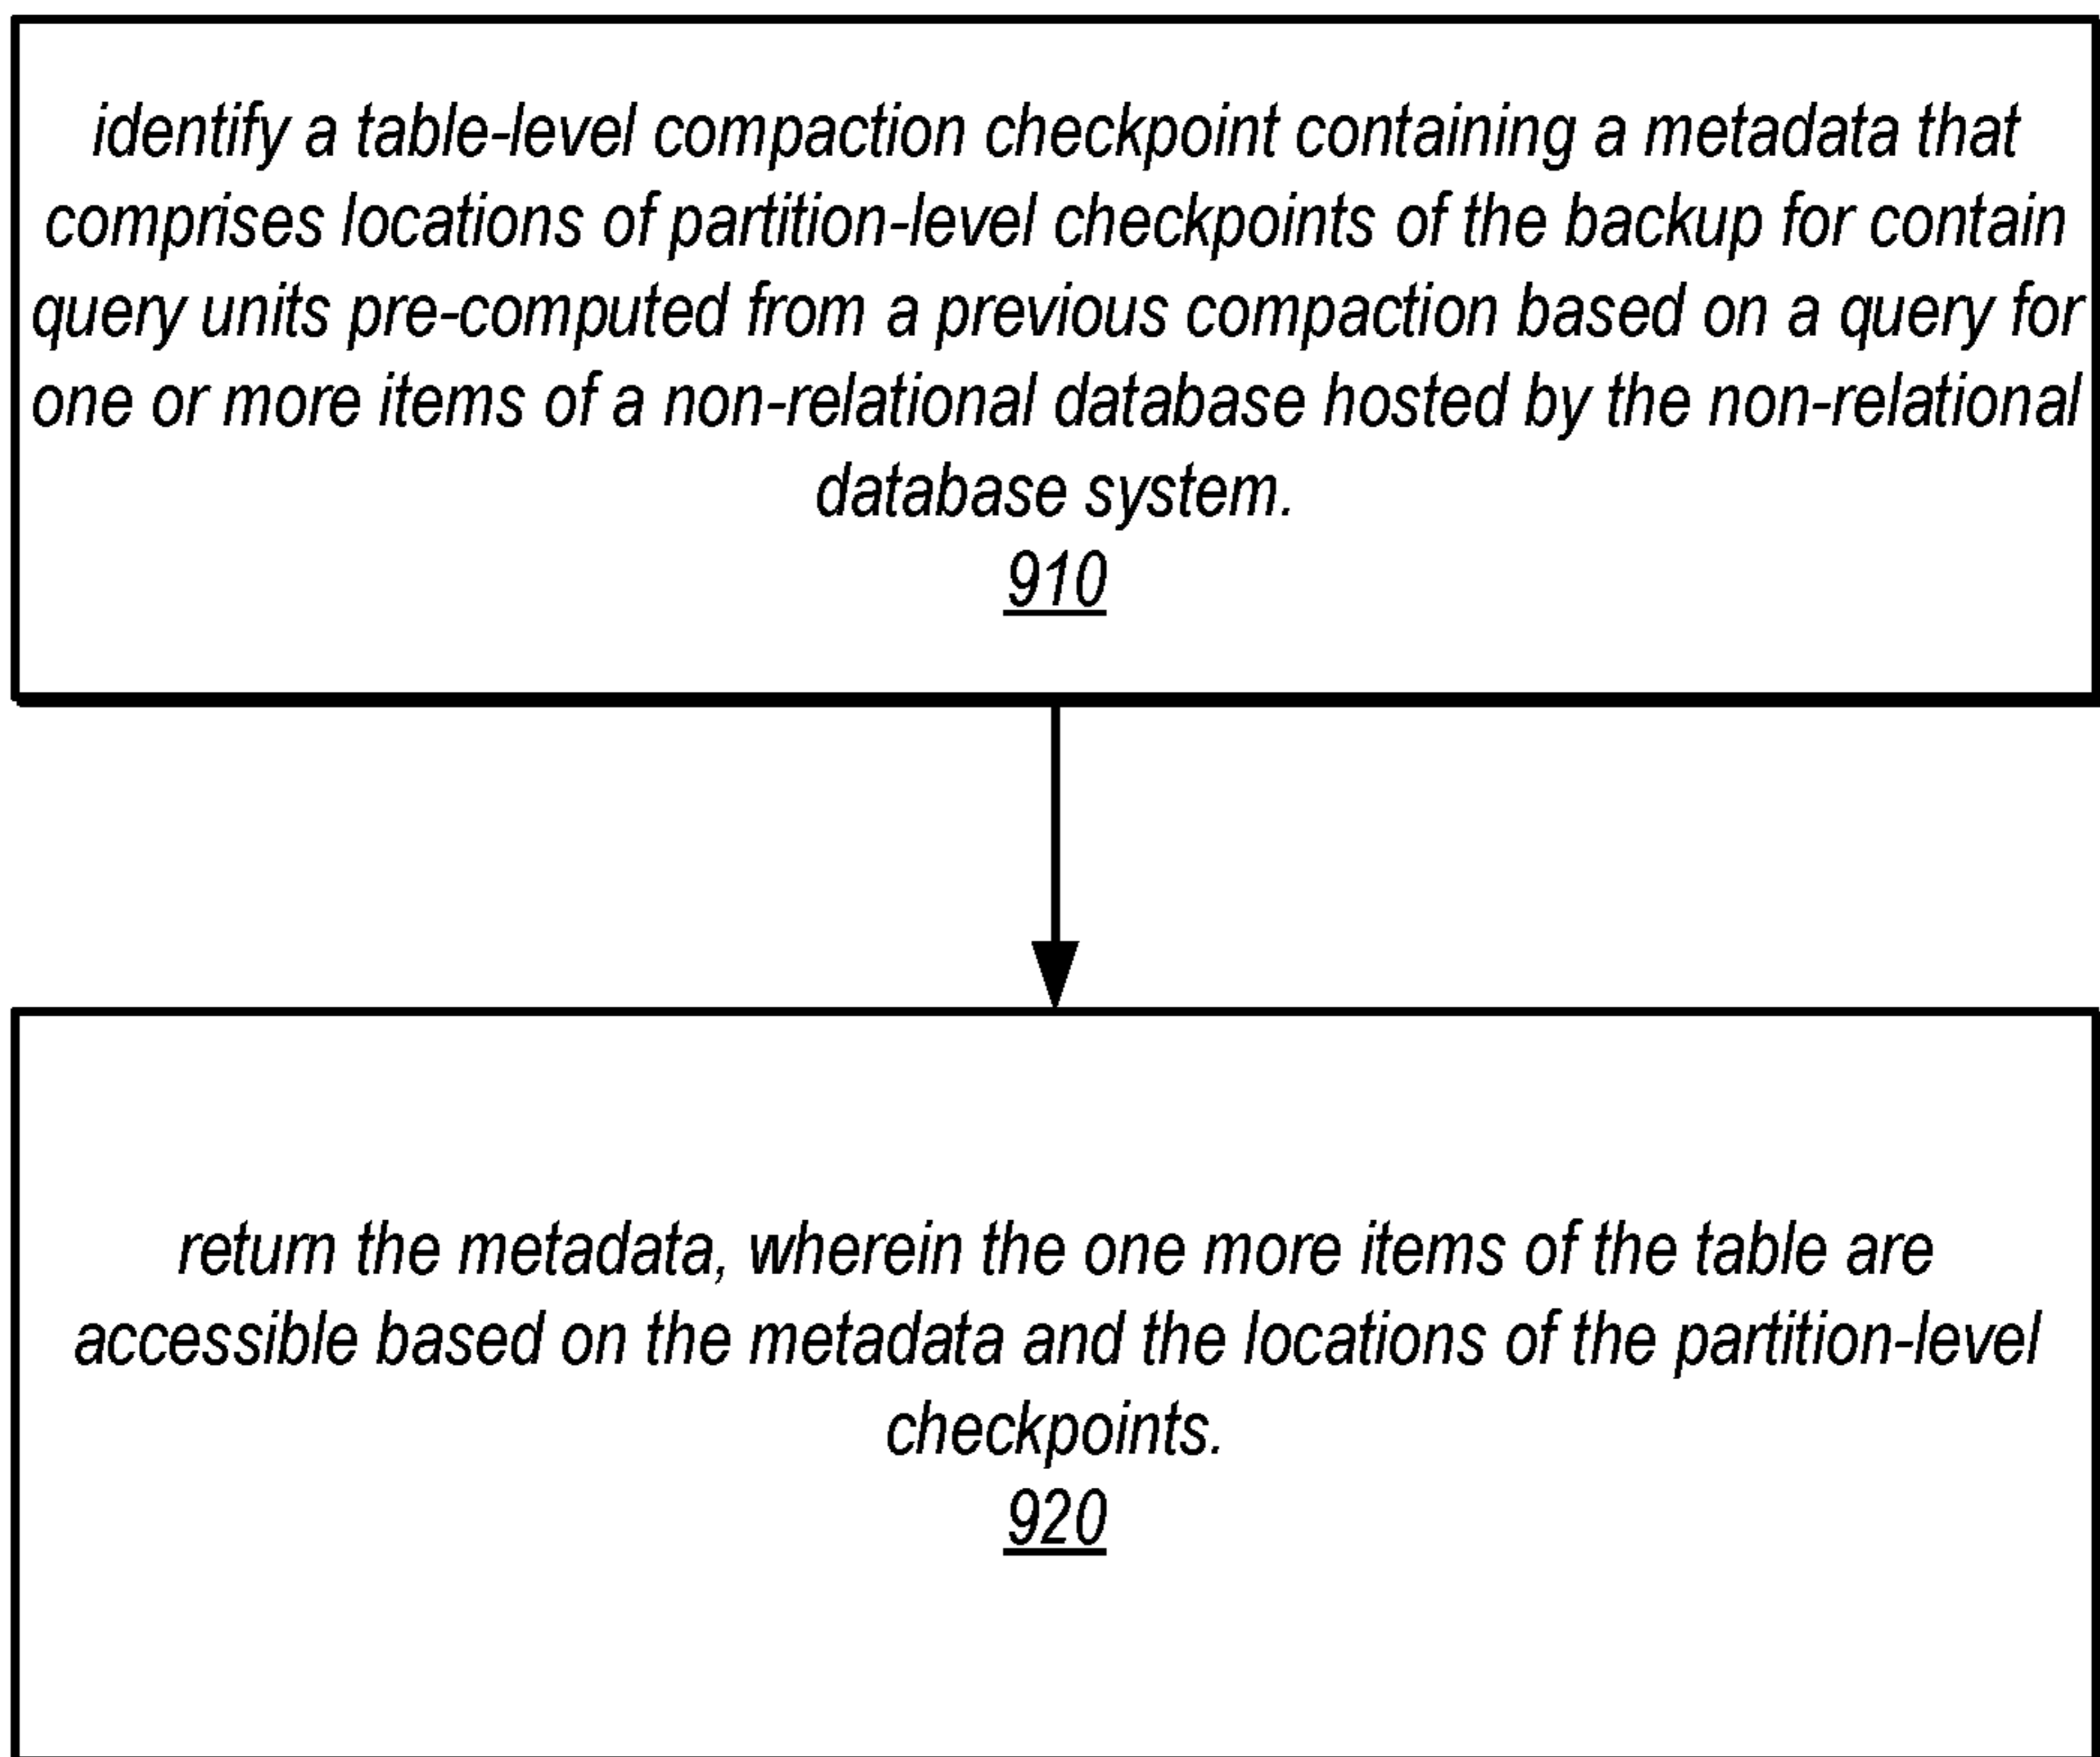 identify a table-level compaction checkpoint containing a metadata that
comprises locations of partition-level checkpoints of the backup for contain
query units pre-computed from a previous compaction based on a query for
one or more items of a non-relational database hosted by the non-relational
database system.
910
return the metadata, wherein the one more items of the table are
accessible based on the metadata and the locations of the partition-level
checkpoints.
920